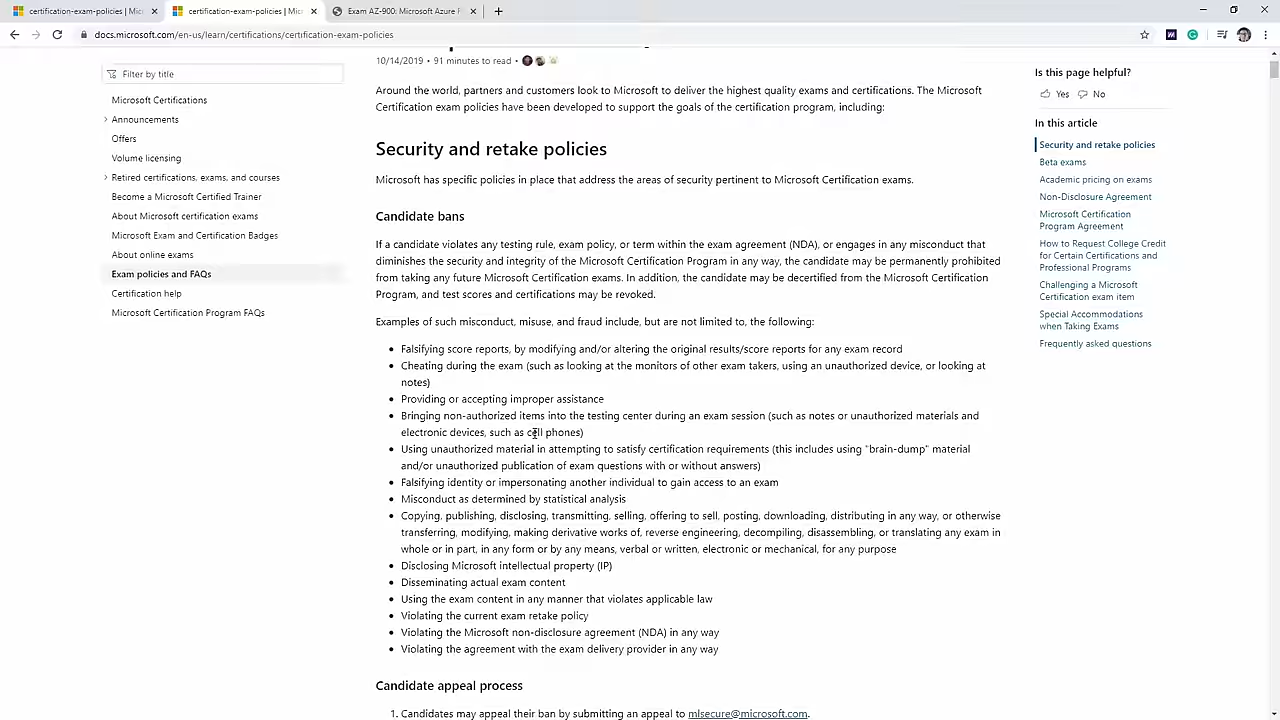 certification-exam-policies | Mic
certification-exam-policies | Micr
Exam AZ-900: Microsoft Azure F
docs.microsoft.com/en-us/learn/certifications/certification-exam-policies
Filter by title
Microsoft Certifications
Announcements
Offers
Volume licensing
Retired certifications, exams, and courses
Become a Microsoft Certified Trainer
About Microsoft certification exams
Microsoft Exam and Certification Badges
About online exams
Exam policies and FAQs
Certification help
Microsoft Certification Program FAQs
10/14/2019 • 91 minutes to read •
Around the world, partners and customers look to Microsoft to deliver the highest quality exams and certifications. The Microsoft
Certification exam policies have been developed to support the goals of the certification program, including:
Security and retake policies
Microsoft has specific policies in place that address the areas of security pertinent to Microsoft Certification exams.
Candidate bans
If a candidate violates any testing rule, exam policy, or term within the exam agreement (NDA), or engages in any misconduct that
diminishes the security and integrity of the Microsoft Certification Program in any way, the candidate may be permanently prohibited
from taking any future Microsoft Certification exams. In addition, the candidate may be decertified from the Microsoft Certification
Program, and test scores and certifications may be revoked.
Examples of such misconduct, misuse, and fraud include, but are not limited to, the following:
• Falsifying score reports, by modifying and/or altering the original results/score reports for any exam record
• Cheating during the exam (such as looking at the monitors of other exam takers, using an unauthorized device, or looking at
notes)
• Providing or accepting improper assistance
• Bringing non-authorized items into the testing center during an exam session (such as notes or unauthorized materials and
electronic devices, such as cell phones)
• Using unauthorized material in attempting to satisfy certification requirements (this includes using "brain-dump" material
and/or unauthorized publication of exam questions with or without answers)
• Falsifying identity or impersonating another individual to gain access to an exam
• Misconduct as determined by statistical analysis
• Copying, publishing, disclosing, transmitting, selling, offering to sell, posting, downloading, distributing in any way, or otherwise
transferring, modifying, making derivative works of, reverse engineering, decompiling, disassembling, or translating any exam in
whole or in part, in any form or by any means, verbal or written, electronic or mechanical, for any purpose
• Disclosing Microsoft intellectual property (IP)
• Disseminating actual exam content
• Using the exam content in any manner that violates applicable law
• Violating the current exam retake policy
• Violating the Microsoft non-disclosure agreement (NDA) in any way
• Violating the agreement with the exam delivery provider in any way
Candidate appeal process
1. Candidates may appeal their ban by submitting an appeal to mlsecure@microsoft.com.
Is this page helpful?
Yes No
In this article
Security and retake policies
Beta exams
Academic pricing on exams
Non-Disclosure Agreement
Microsoft Certification
Program Agreement
How to Request College Credit
for Certain Certifications and
Professional Programs
Challenging a Microsoft
Certification exam item
Special Accommodations
when Taking Exams
Frequently asked questions